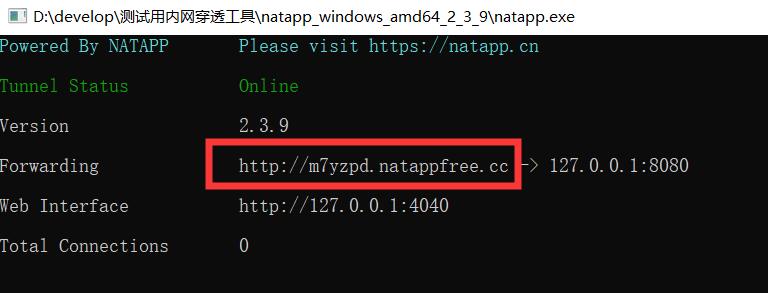 D:\develop\测试用内网穿透工具\natapp_windows_amd64_2_3_9\natapp.exe
Powered By NATAPP Please visit https://natapp.cn
Tunnel Status Online
Version 2.3.9
Forwarding http://m7yzpd.natappfree.cc -> 127.0.0.1:8080
Web Interface http://127.0.0.1:4040
Total Connections 0